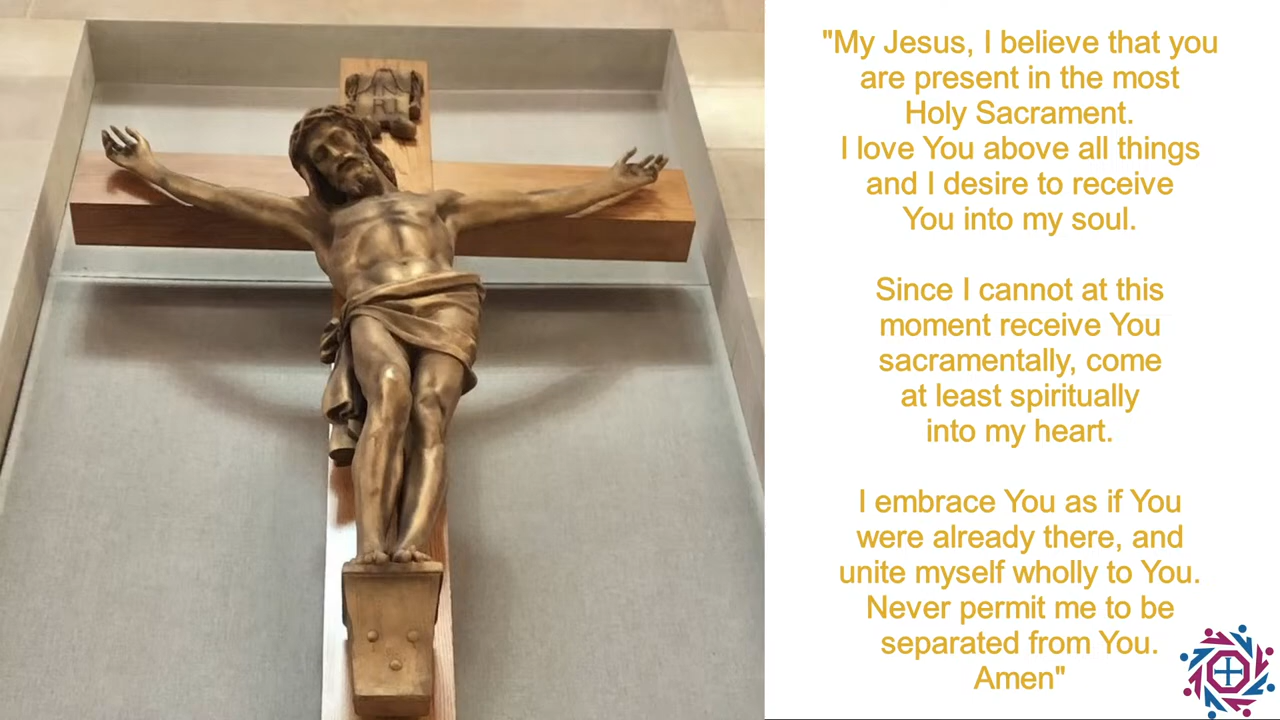 "My Jesus, I believe that you
are present in the most
Holy Sacrament.
I love You above all things
and I desire to receive
You into my soul.
Since I cannot at this
moment receive You
sacramentally, come
at least spiritually
into my heart.
I embrace You as if You
were already there, and
unite myself wholly to You.
Never permit me to be
separated from You.
Amen"